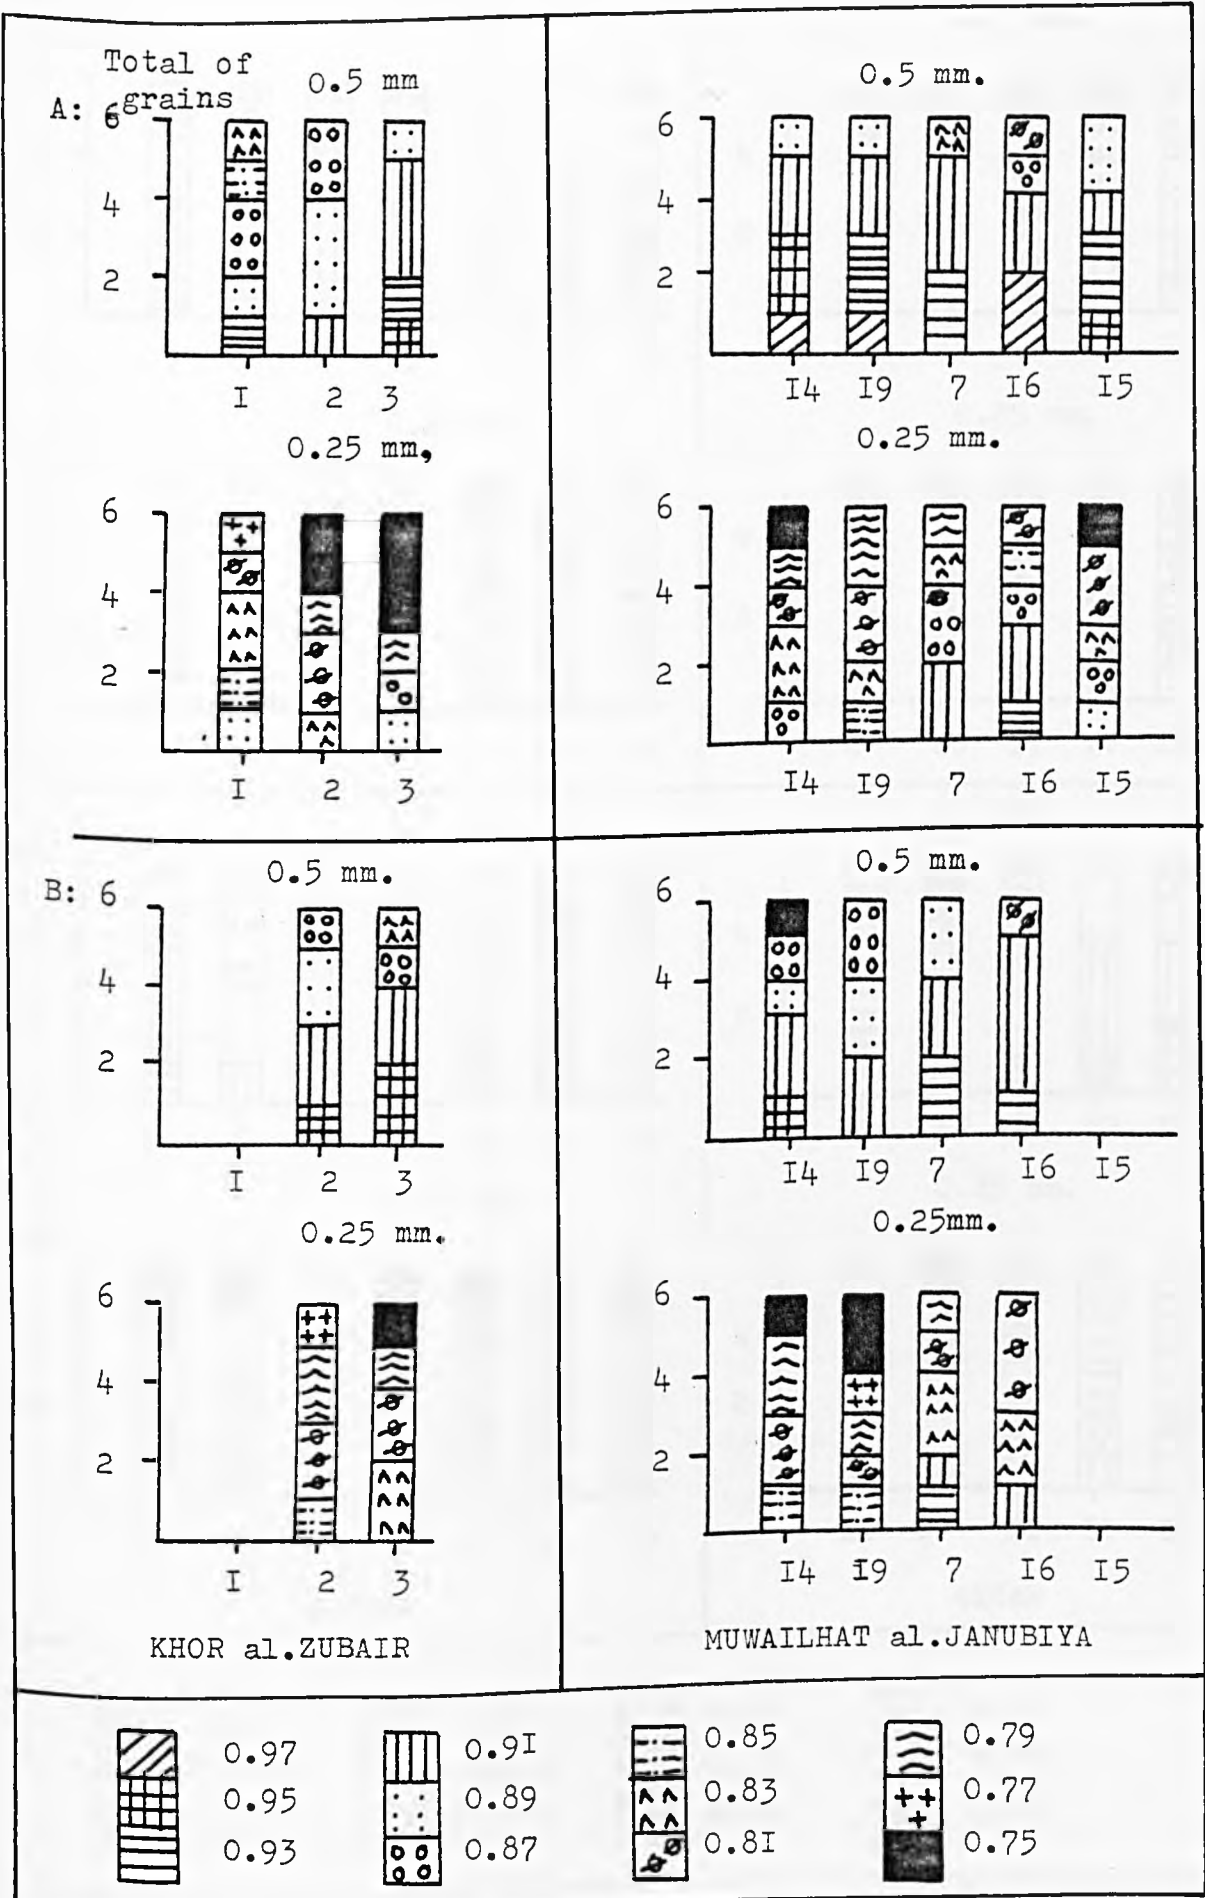 Total of
grains
A:
0.5 mm
6
4
2
I 2 3
0.5 mm.
6
4
2
I4 I9 7 I6 I5
0.25 mm,
6
4
2
I 2 3
0.25 mm.
6
4
2
I4 I9 7 I6 I5
B:
0.5 mm.
6
4
2
I 2 3
0.5 mm.
6
4
2
I4 I9 7 I6 I5
0.25 mm.
6
4
2
I 2 3
0.25mm.
6
4
2
I4 I9 7 I6 I5
KHOR al.ZUBAIR
MUWAILHAT al.JANUBIYA
0.97
0.95
0.93
0.9I
0.89
0.87
0.85
0.83
0.8I
0.79
0.77
0.75